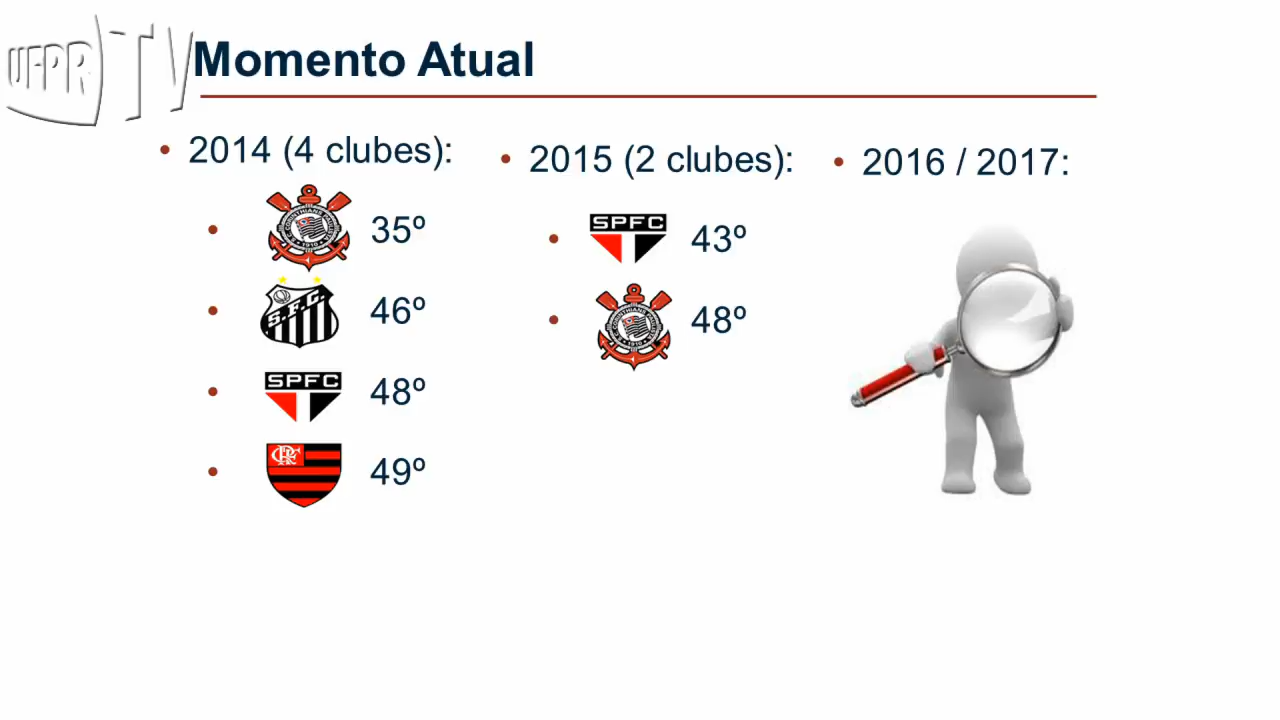 UFPR TV
Momento Atual
• 2014 (4 clubes):
• 35º
• S.F.C. 46º
• SPFC 48º
• 49º
• 2015 (2 clubes):
• SPFC 43º
• 48º
• 2016 / 2017: